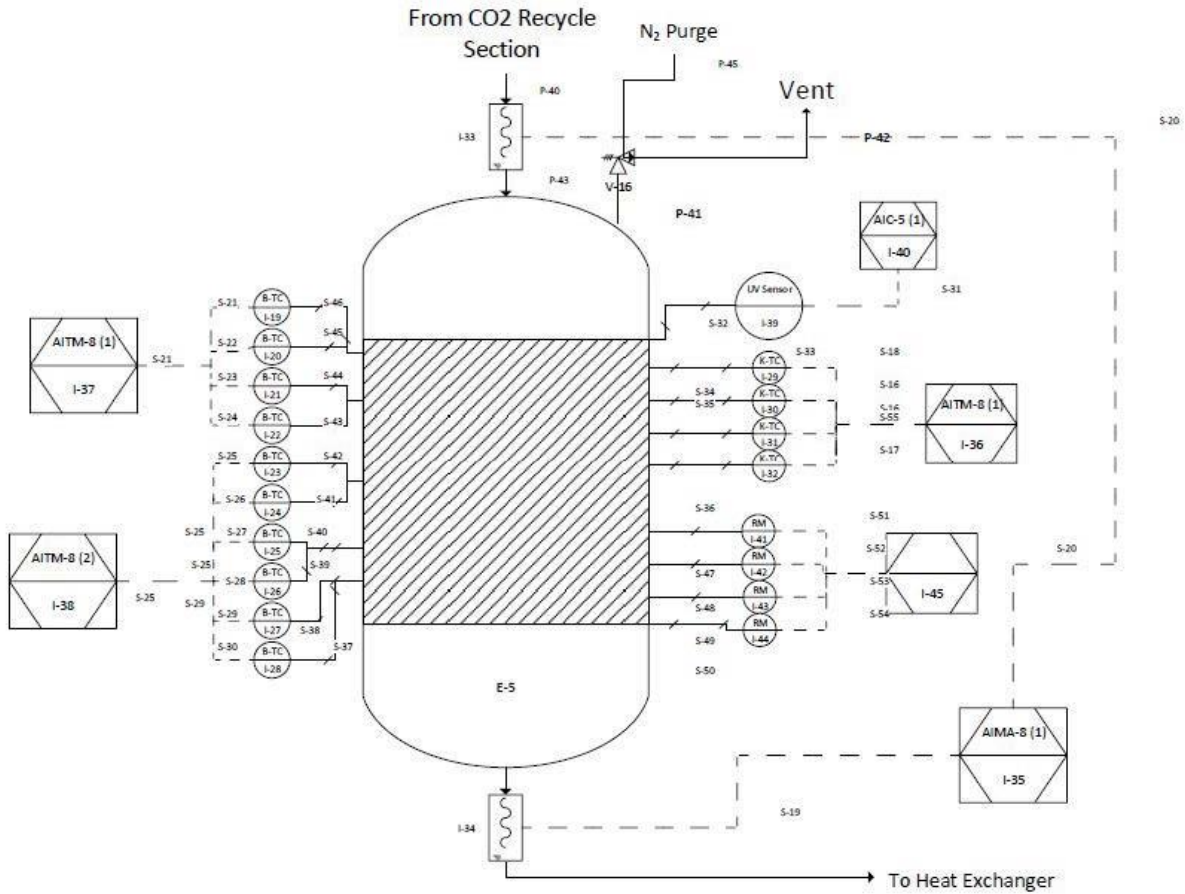 From CO2 Recycle
Section
N₂ Purge
P-45
P-40
Vent
S-20
I-33
P-42
P-43
V-16
P-41
AIC-5 (1)
I-40
S-31
UV Sensor
I-39
S-32
S-21
B-TC
I-19
S-46
S-22
B-TC
I-20
S-45
AITM-8 (1)
I-37
S-21
S-23
B-TC
I-21
S-44
S-24
B-TC
I-22
S-43
S-25
B-TC
I-23
S-42
S-26
B-TC
I-24
S-41
S-33
K-TC
I-29
S-18
S-34
S-35
K-TC
I-30
S-16
S-16
S-55
K-TC
I-31
S-17
K-TC
I-32
AITM-8 (1)
I-36
S-36
AITM-8 (2)
I-38
S-25
S-25
S-25
S-29
S-27
B-TC
I-25
S-40
S-39
S-28
B-TC
I-26
S-29
B-TC
I-27
S-38
S-30
B-TC
I-28
S-37
RM
I-41
S-51
S-47
RM
I-42
S-52
S-48
RM
I-43
S-53
S-49
RM
I-44
S-54
S-50
I-45
S-20
E-5
AIMA-8 (1)
I-35
S-19
I-34
To Heat Exchanger